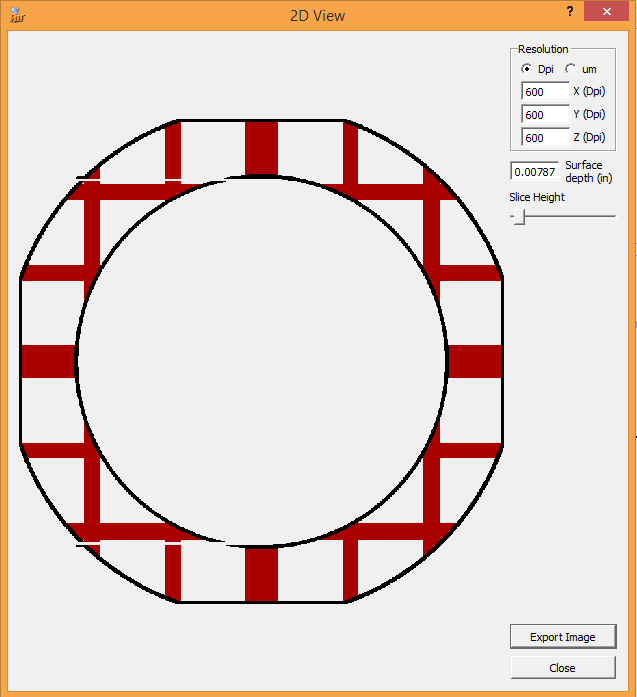 2D View
?
Resolution
Dpi
um
600 X (Dpi)
600 Y (Dpi)
600 Z (Dpi)
0.00787 Surface
depth (in)
Slice Height
Export Image
Close